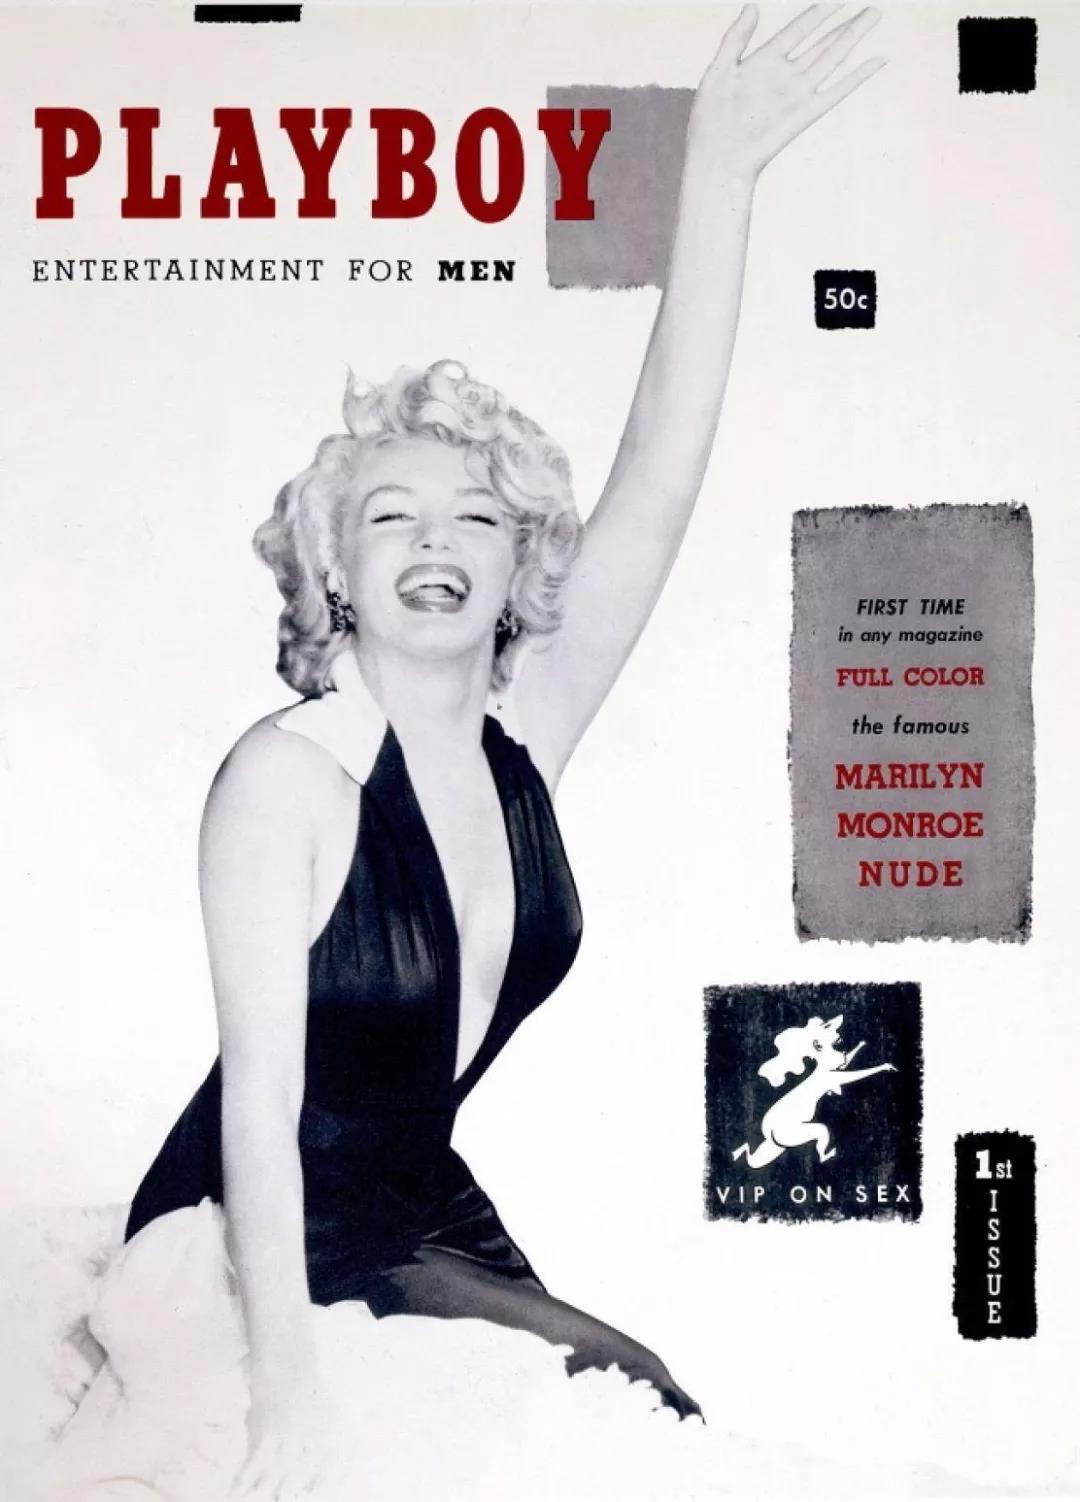 PLAYBOY
ENTERTAINMENT FOR MEN
50c
FIRST TIME
in any magazine
FULL COLOR
the famous
MARILYN
MONROE
NUDE
VIP ON SEX
1st
ISSUE